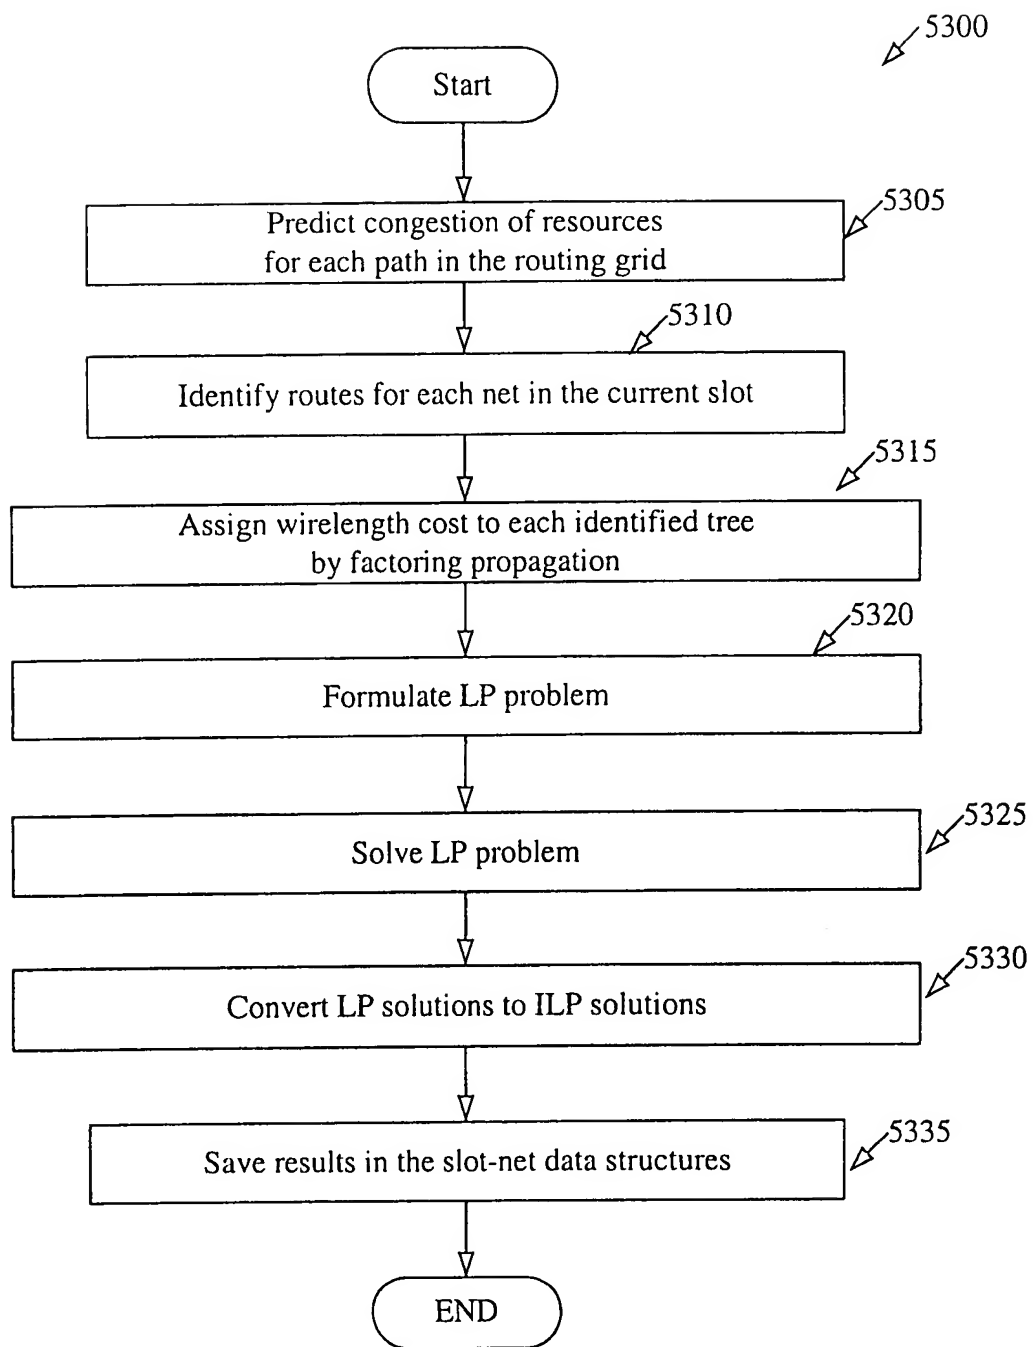 5300
Start
5305
Predict congestion of resources
for each path in the routing grid
5310
Identify routes for each net in the current slot
5315
Assign wirelength cost to each identified tree
by factoring propagation
5320
Formulate LP problem
5325
Solve LP problem
5330
Convert LP solutions to ILP solutions
5335
Save results in the slot-net data structures
END